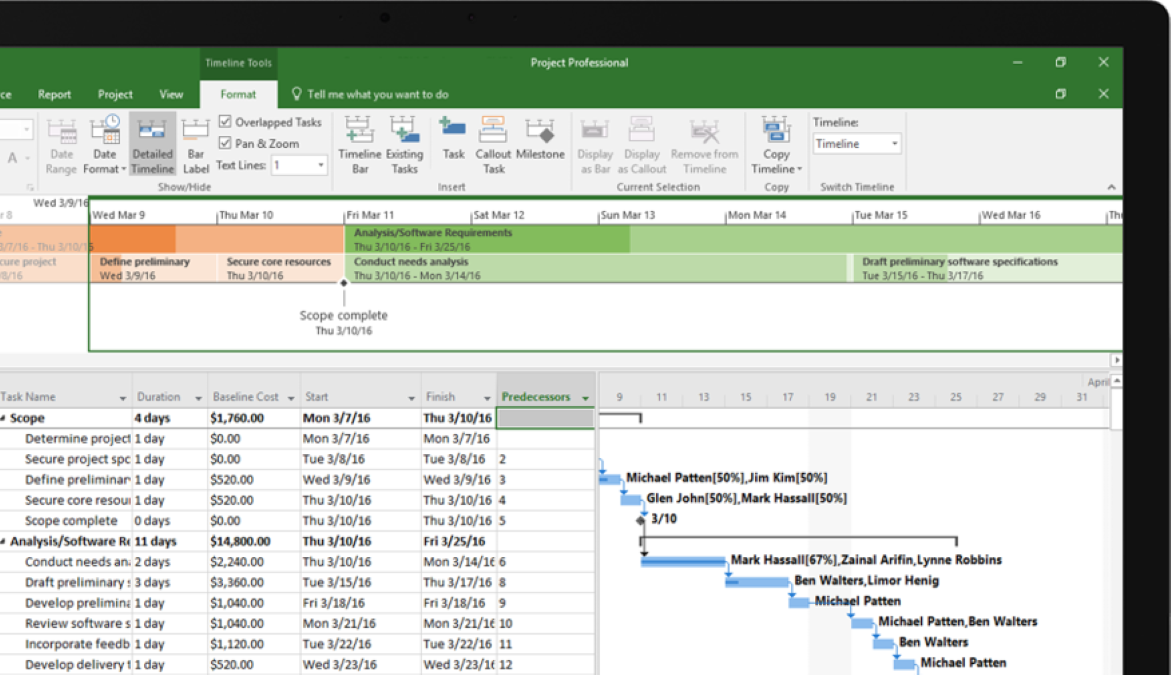 Timeline Tools
Project Professional
rce Report Project View Format Tell me what you want to do
A
Date Range
Date Format
Detailed Timeline
Bar Label
Overlapped Tasks
Pan & Zoom
Text Lines: 1
Show/Hide
Timeline Bar
Existing Tasks
Task
Callout Task
Milestone
Insert
Display as Bar
Display as Callout
Remove from Timeline
Current Selection
Copy Timeline
Copy
Timeline:
Timeline
Switch Timeline
Wed 3/9/16
r 8 Wed Mar 9 Thu Mar 10 Fri Mar 11 Sat Mar 12 Sun Mar 13 Mon Mar 14 Tue Mar 15 Wed Mar 16 Th
e
3/7/16 - Thu 3/10/15
Analysis/Software Requirements
Thu 3/10/16 - Fri 3/25/16
cure project
/8/16
Define preliminary
Wed 3/9/16
Secure core resources
Thu 3/10/16
Conduct needs analysis
Thu 3/10/16 - Mon 3/14/16
Draft preliminary software specifications
Tue 3/15/16 - Thu 3/17/16
Scope complete
Thu 3/10/16
April
Task Name Duration Baseline Cost Start Finish Predecessors 9 11 13 15 17 19 21 23 25 27 29 31
Scope 4 days $1,760.00 Mon 3/7/16 Thu 3/10/16
Determine project 1 day $0.00 Mon 3/7/16 Mon 3/7/16
Secure project spc 1 day $0.00 Tue 3/8/16 Tue 3/8/16 2
Define preliminar 1 day $520.00 Wed 3/9/16 Wed 3/9/16 3 Michael Patten[50%],Jim Kim[50%]
Secure core resou 1 day $520.00 Thu 3/10/16 Thu 3/10/16 4 Glen John[50%],Mark Hassall[50%]
Scope complete 0 days $0.00 Thu 3/10/16 Thu 3/10/16 5 3/10
Analysis/Software Re 11 days $14,800.00 Thu 3/10/16 Fri 3/25/16
Conduct needs an 2 days $2,240.00 Thu 3/10/16 Mon 3/14/16 6 Mark Hassall[67%],Zainal Arifin,Lynne Robbins
Draft preliminary s 3 days $3,360.00 Tue 3/15/16 Thu 3/17/16 8 Ben Walters,Limor Henig
Develop prelimina 1 day $1,040.00 Fri 3/18/16 Fri 3/18/16 9 Michael Patten
Review software s 1 day $1,040.00 Mon 3/21/16 Mon 3/21/16 10 Michael Patten,Ben Walters
Incorporate feedb 1 day $1,120.00 Tue 3/22/16 Tue 3/22/16 11 Ben Walters
Develop delivery t 1 day $520.00 Wed 3/23/16 Wed 3/23/16 12 Michael Patten